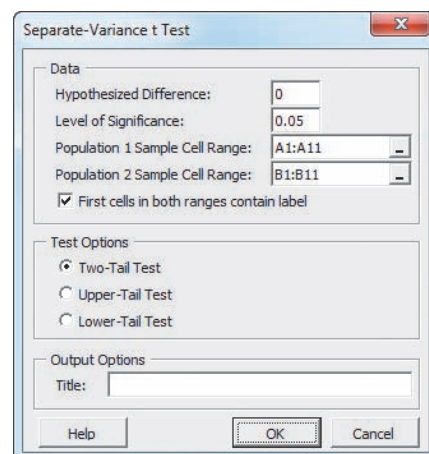 Separate-Variance t Test
Data
Hypothesized Difference: 0
Level of Significance: 0.05
Population 1 Sample Cell Range: A1:A11
Population 2 Sample Cell Range: B1:B11
First cells in both ranges contain label
Test Options
Two-Tail Test
Upper-Tail Test
Lower-Tail Test
Output Options
Title:
Help OK Cancel